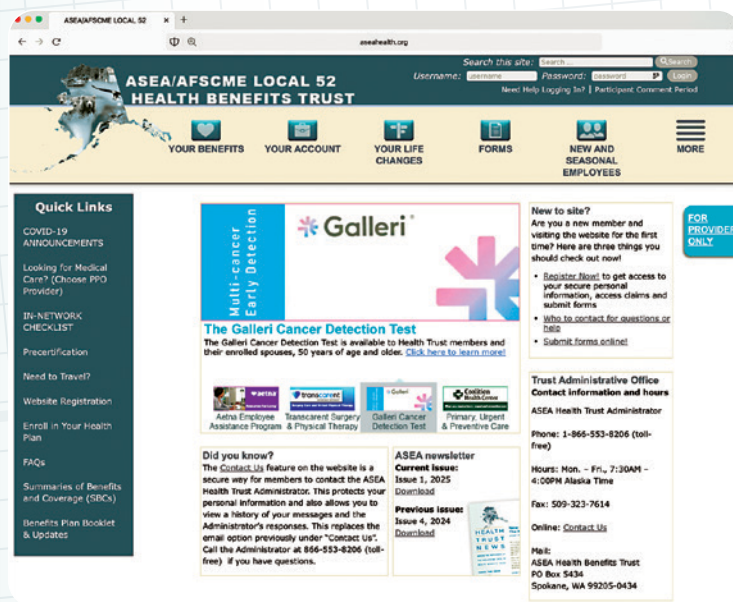 ASEA/AFSCME LOCAL 52
aseahealth.org
Search this site: Search... Search
ASEA/AFSCME LOCAL 52
HEALTH BENEFITS TRUST
Username: username Password: password Login
Need Help Logging In? | Participant Comment Period
YOUR BENEFITS
YOUR ACCOUNT
YOUR LIFE
CHANGES
FORMS
NEW AND
SEASONAL
EMPLOYEES
MORE
Quick Links
COVID-19
ANNOUNCEMENTS
Looking for Medical
Care? (Choose PPO
Provider)
IN-NETWORK
CHECKLIST
Precertification
Need to Travel?
Website Registration
Enroll in Your Health
Plan
FAQs
Summaries of Benefits
and Coverage (SBCs)
Benefits Plan Booklet
& Updates
Multi-cancer
Early Detection
Galleri
The Galleri Cancer Detection Test
The Galleri Cancer Detection Test is available to Health Trust members and
their enrolled spouses, 50 years of age and older. Click here to learn more!
aetna
transcarent
Galleri
Coalition
Health Center
Aetna Employee
Assistance Program
Transcarent Surgery
& Physical Therapy
Galleri Cancer
Detection Test
Primary, Urgent
& Preventive Care
Did you know?
The Contact Us feature on the website is a
secure way for members to contact the ASEA
Health Trust Administrator. This protects your
personal information and also allows you to
view a history of your messages and the
Administrator's responses. This replaces the
email option previously under "Contact Us".
Call the Administrator at 866-553-8206 (toll-
free) if you have questions.
ASEA newsletter
Current issue:
Issue 1, 2025
Download
Previous issue:
Issue 4, 2024
Download
HEALTH
TRUST
NEWS
New to site?
Are you a new member and
visiting the website for the first
time? Here are three things you
should check out now!
• Register Now! to get access to
your secure personal
information, access claims and
submit forms
• Who to contact for questions or
help
• Submit forms online!
Trust Administrative Office
Contact information and hours
ASEA Health Trust Administrator
Phone: 1-866-553-8206 (toll-
free)
Hours: Mon. - Fri., 7:30AM -
4:00PM Alaska Time
Fax: 509-323-7614
Online: Contact Us
Mail:
ASEA Health Benefits Trust
PO Box 5434
Spokane, WA 99205-0434
FOR
PROVIDER
ONLY